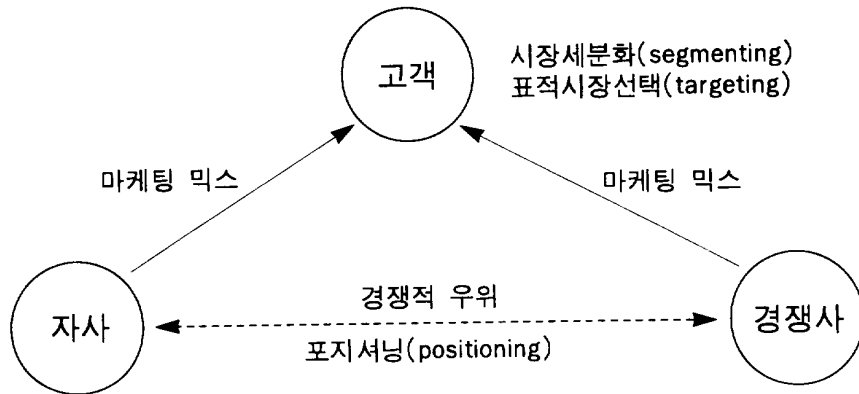 고객
시장세분화(segmenting)
표적시장선택(targeting)
마케팅 믹스
마케팅 믹스
자사
경쟁적 우위
포지셔닝(positioning)
경쟁사